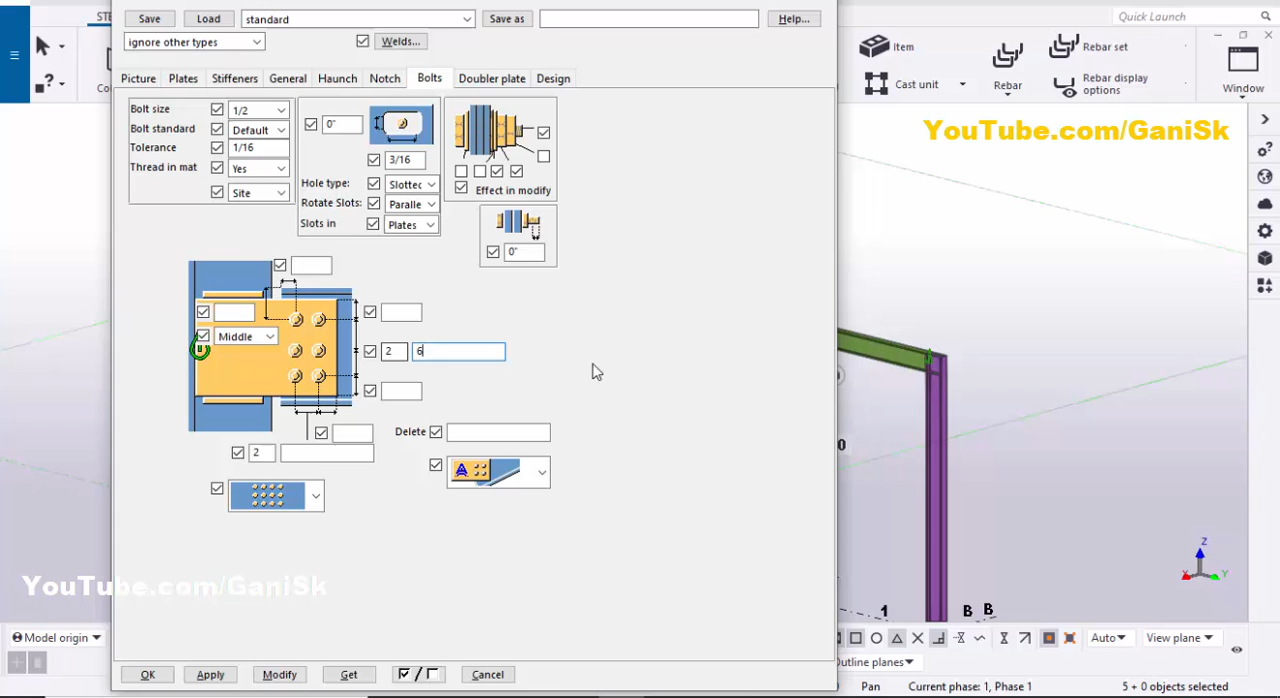 Save
Load
standard
Save as
Help...
ignore other types
Welds...
Picture
Plates
Stiffeners
General
Haunch
Notch
Bolts
Doubler plate
Design
Bolt size
1/2
Bolt standard
Default
Tolerance
1/16
Thread in mat
Yes
Site
0"
3/16
Hole type:
Slotted
Rotate Slots:
Paralle
Slots in
Plates
Effect in modify
0"
Middle
2
6
2
Delete
OK
Apply
Modify
Get
Cancel
Quick Launch
Item
Cast unit
Rebar
Rebar set
Rebar display
options
Window
YouTube.com/GaniSk
YouTube.com/GaniSk
Z
X
Y
0
1
B B
Model origin
Auto
View plane
Outline planes
Pan
Current phase: 1, Phase 1
5 + 0 objects selected